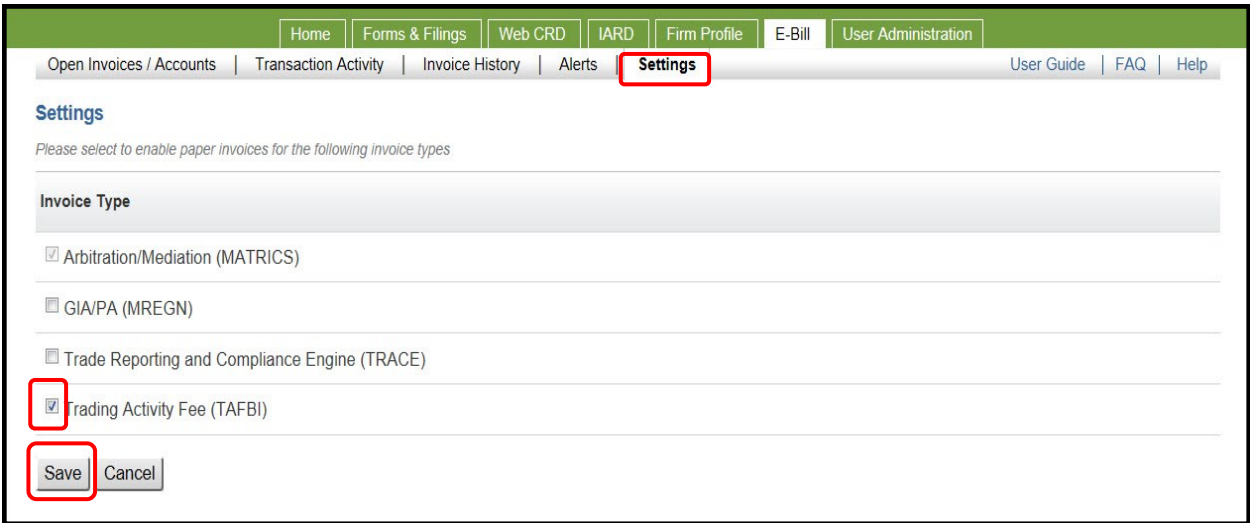 Home Forms & Filings Web CRD IARD Firm Profile E-Bill User Administration
Open Invoices / Accounts | Transaction Activity | Invoice History | Alerts | Settings User Guide | FAQ | Help
Settings
Please select to enable paper invoices for the following invoice types
Invoice Type
Arbitration/Mediation (MATRICS)
GIA/PA (MREGN)
Trade Reporting and Compliance Engine (TRACE)
Trading Activity Fee (TAFBI)
Save Cancel